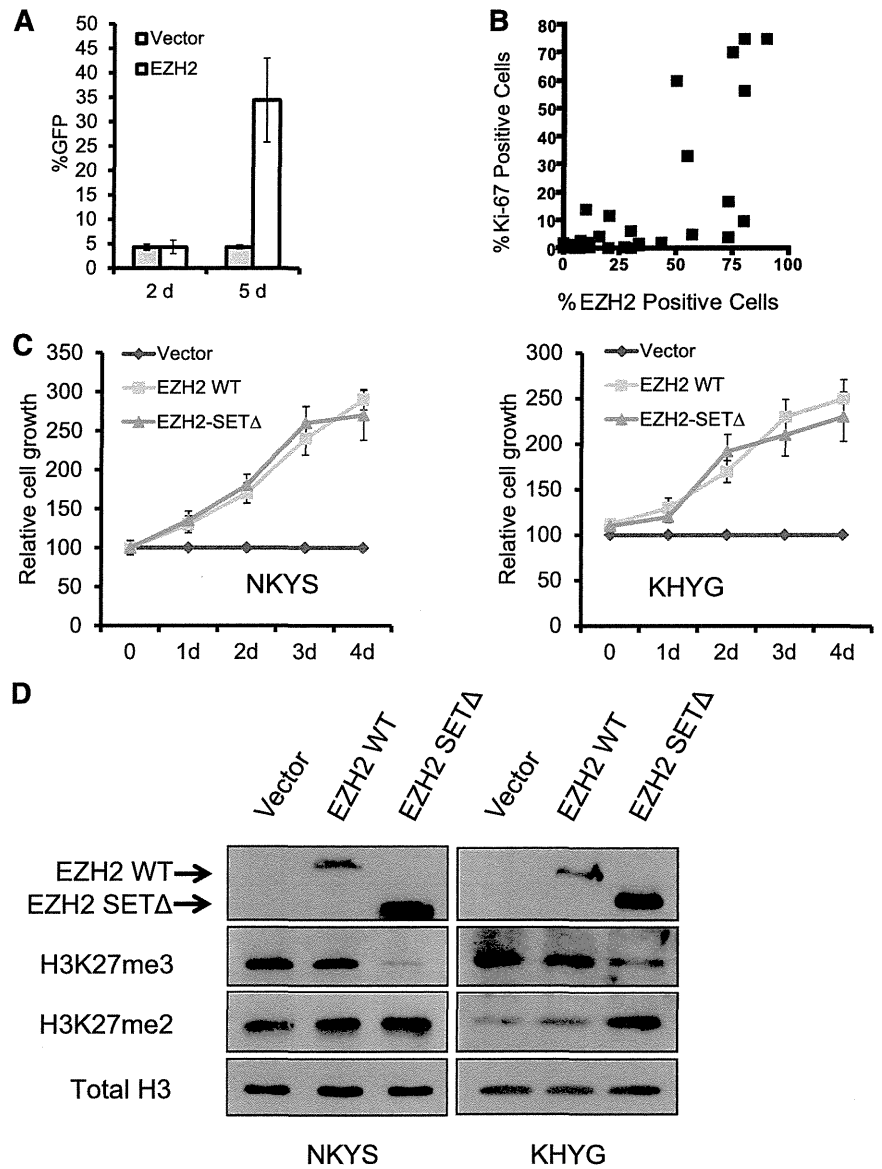 A
50
45
40
35
30
25
20
15
10
5
0
%GFP
Vector
EZH2
2 d
5 d
B
80
70
60
50
40
30
20
10
0
% Ki-67 Positive Cells
0
25
50
75
100
% EZH2 Positive Cells
C
350
300
250
200
150
100
50
0
Relative cell growth
Vector
EZH2 WT
EZH2-SETΔ
NKYS
0
1d
2d
3d
4d
300
250
200
150
100
50
0
Relative cell growth
Vector
EZH2 WT
EZH2-SETΔ
KHYG
0
1d
2d
3d
4d
D
Vector
EZH2 WT
EZH2 SETΔ
Vector
EZH2 WT
EZH2 SETΔ
EZH2 WT
EZH2 SETΔ
H3K27me3
H3K27me2
Total H3
NKYS
KHYG